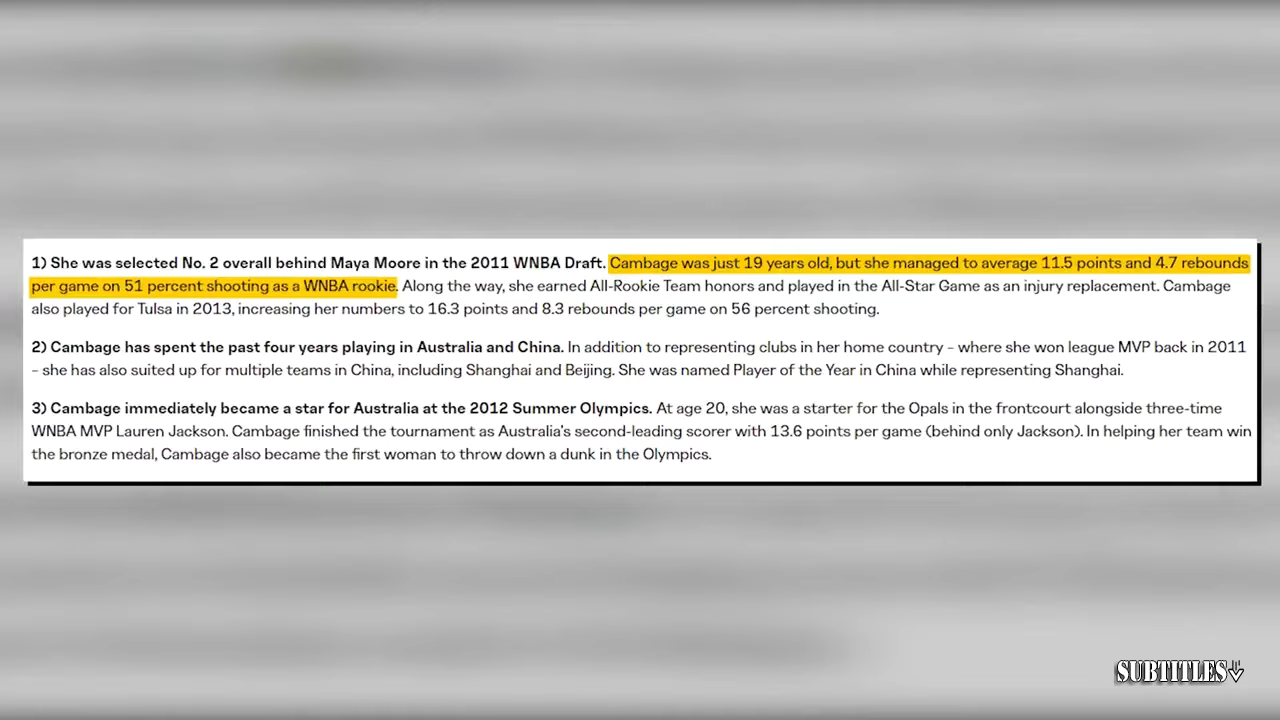 1) She was selected No. 2 overall behind Maya Moore in the 2011 WNBA Draft. Cambage was just 19 years old, but she managed to average 11.5 points and 4.7 rebounds
per game on 51 percent shooting as a WNBA rookie. Along the way, she earned All-Rookie Team honors and played in the All-Star Game as an injury replacement. Cambage
also played for Tulsa in 2013, increasing her numbers to 16.3 points and 8.3 rebounds per game on 56 percent shooting.
2) Cambage has spent the past four years playing in Australia and China. In addition to representing clubs in her home country – where she won league MVP back in 2011
– she has also suited up for multiple teams in China, including Shanghai and Beijing. She was named Player of the Year in China while representing Shanghai.
3) Cambage immediately became a star for Australia at the 2012 Summer Olympics. At age 20, she was a starter for the Opals in the frontcourt alongside three-time
WNBA MVP Lauren Jackson. Cambage finished the tournament as Australia's second-leading scorer with 13.6 points per game (behind only Jackson). In helping her team win
the bronze medal, Cambage also became the first woman to throw down a dunk in the Olympics.
SUBTITLES